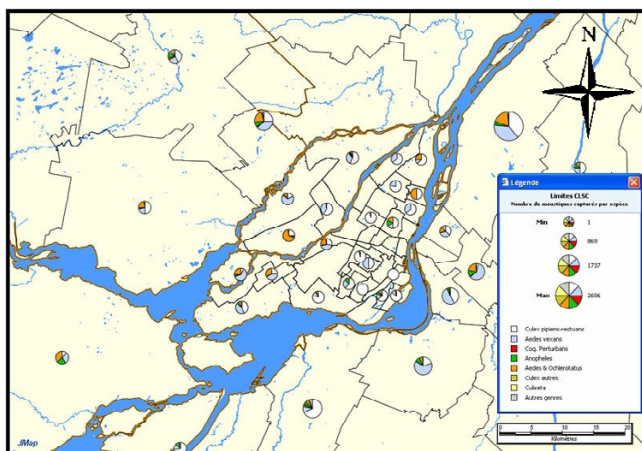 N
Légende
Limites CLSC
Nombre de moustiques capturés par espèce
Min 1
869
1737
Max 2606
Culex pipiens-restuans
Aedes vexans
Coq. Perturbans
Anopheles
Aedes & Ochlerotatus
Culex autres
Culiseta
Autres genres
0 5 10 15 20
Kilomètres
JMap